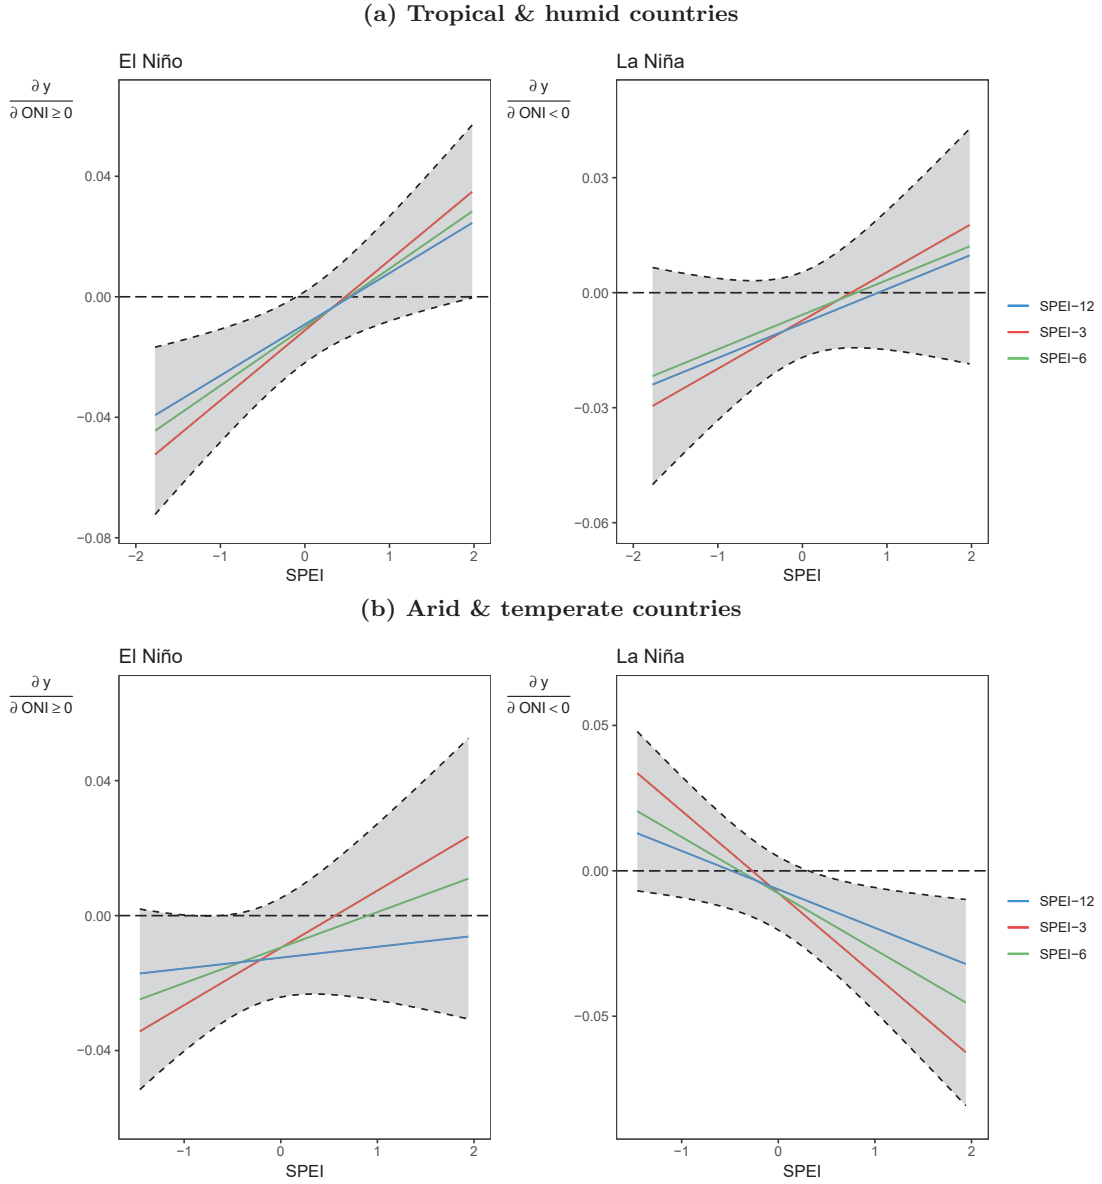 (a) Tropical & humid countries
El Niño
∂ y
∂ ONI ≥ 0
0.04
0.00
−0.04
−0.08
−2 −1 0 1 2
SPEI
La Niña
∂ y
∂ ONI < 0
0.03
0.00
−0.03
−0.06
−2 −1 0 1 2
SPEI
SPEI−12
SPEI−3
SPEI−6
(b) Arid & temperate countries
El Niño
∂ y
∂ ONI ≥ 0
0.04
0.00
−0.04
−1 0 1 2
SPEI
La Niña
∂ y
∂ ONI < 0
0.05
0.00
−0.05
−1 0 1 2
SPEI
SPEI−12
SPEI−3
SPEI−6